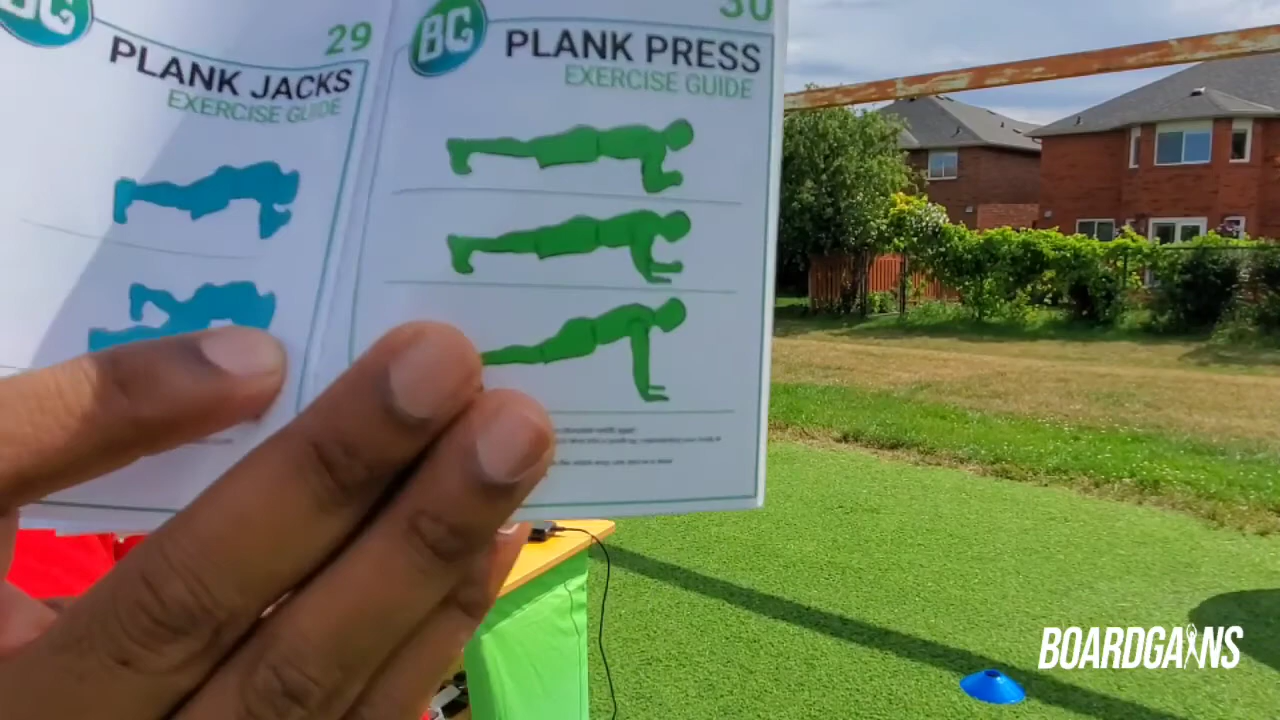 BG
29
PLANK JACKS
EXERCISE GUIDE
BG
30
PLANK PRESS
EXERCISE GUIDE
BOARDGAINS